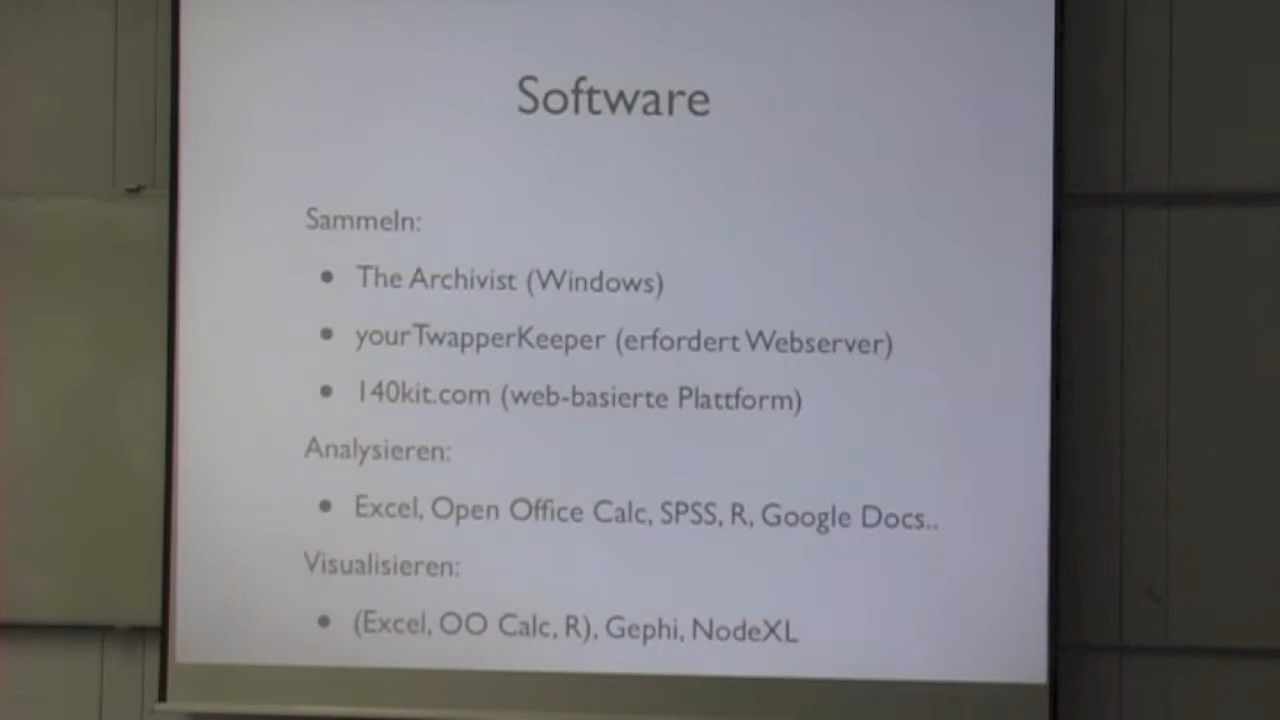 Software
Sammeln:
• The Archivist (Windows)
• yourTwapperKeeper (erfordert Webserver)
• 140kit.com (web-basierte Plattform)
Analysieren:
• Excel, Open Office Calc, SPSS, R, Google Docs..
Visualisieren:
• (Excel, OO Calc, R), Gephi, NodeXL